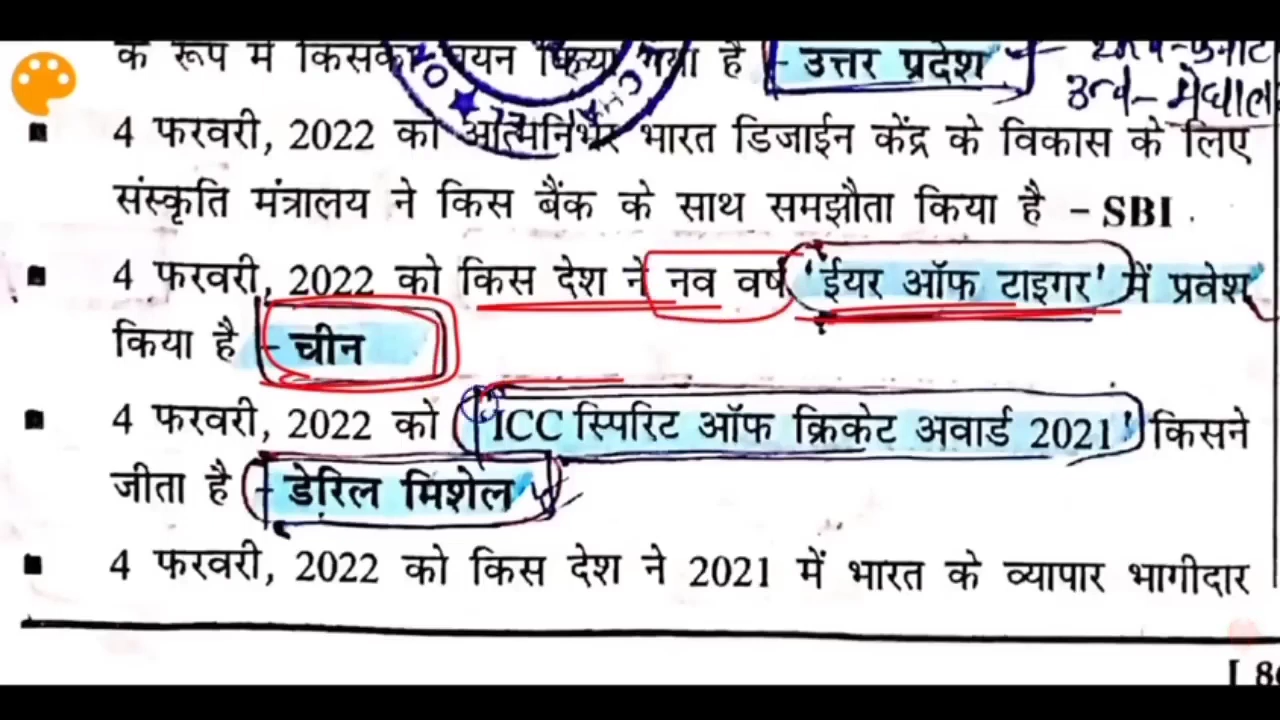 के रूप में किसका चयन किया गया है - उत्तर प्रदेश
4 फरवरी, 2022 को आत्मनिर्भर भारत डिजाईन केंद्र के विकास के लिए
संस्कृति मंत्रालय ने किस बैंक के साथ समझौता किया है - SBI
4 फरवरी, 2022 को किस देश ने नव वर्ष 'ईयर ऑफ टाइगर' में प्रवेश
किया है - चीन
4 फरवरी, 2022 को 'ICC स्पिरिट ऑफ क्रिकेट अवार्ड 2021' किसने
जीता है - डेरिल मिशेल
4 फरवरी, 2022 को किस देश ने 2021 में भारत के व्यापार भागीदार